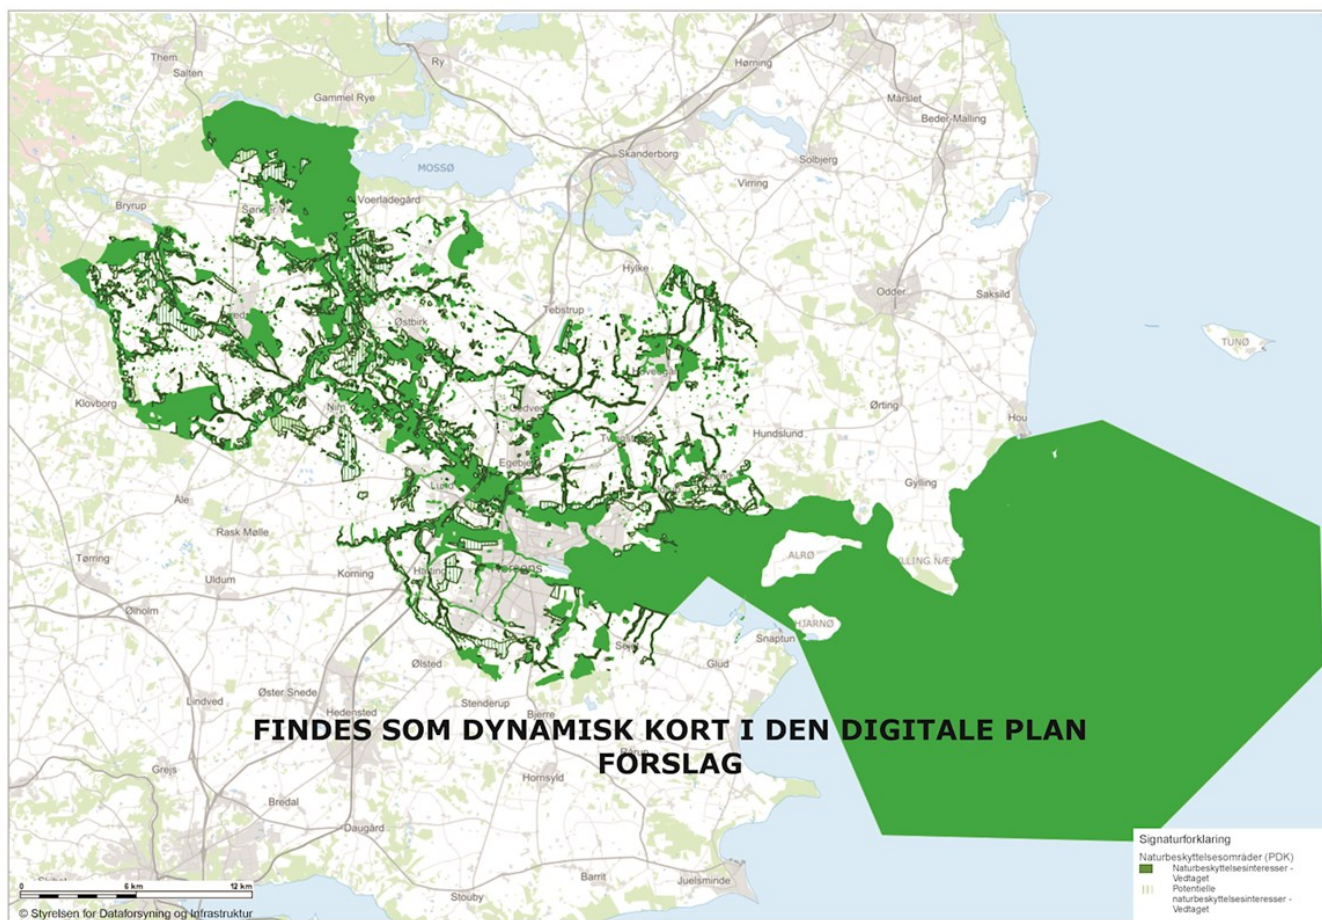 Them
Salten
Ry
Hørning
Gammel Rye
Mårslet
Beder-Malling
Skanderborg
Solbjerg
MOSSØ
Virring
Bryrup
Voerladegård
Hylke
Odder
Saksild
Tebstrup
Østbirk
TUNØ
Klovborg
Nim
Ørting
Hou
Hundslund
Egebje
Lund
Gylling
Åle
Rask Mølle
Tørring
Uldum
Korning
ALRØ
Ølholm
HJARNØ
Snaptun
Glud
Ølsted
Øster Snede
Lindved
Hedensted
Stenderup
Bjerre
FINDES SOM DYNAMISK KORT I DEN DIGITALE PLAN
FORSLAG
Grejs
Hornsyld
Bredal
Daugård
Barrit
Juelsminde
Stouby
0 6 km 12 km
© Styrelsen for Dataforsyning og Infrastruktur
Signaturforklaring
Naturbeskyttelsesområder (PDK)
Naturbeskyttelsesinteresser -
Vedtaget
Potentielle
naturbeskyttelsesinteresser -
Vedtaget